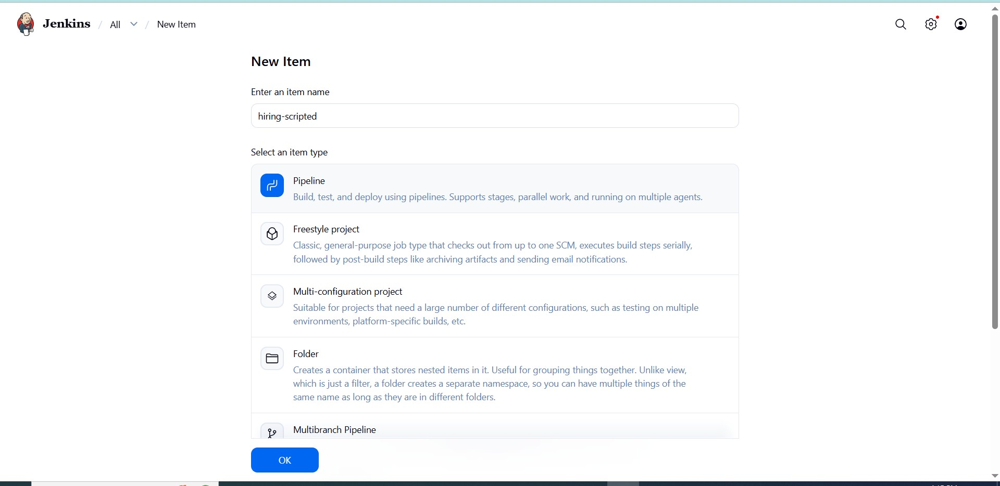 Jenkins / All / New Item
New Item
Enter an item name
hiring-scripted
Select an item type
Pipeline
Build, test, and deploy using pipelines. Supports stages, parallel work, and running on multiple agents.
Freestyle project
Classic, general-purpose job type that checks out from up to one SCM, executes build steps serially,
followed by post-build steps like archiving artifacts and sending email notifications.
Multi-configuration project
Suitable for projects that need a large number of different configurations, such as testing on multiple
environments, platform-specific builds, etc.
Folder
Creates a container that stores nested items in it. Useful for grouping things together. Unlike view,
which is just a filter, a folder creates a separate namespace, so you can have multiple things of the
same name as long as they are in different folders.
Multibranch Pipeline
OK